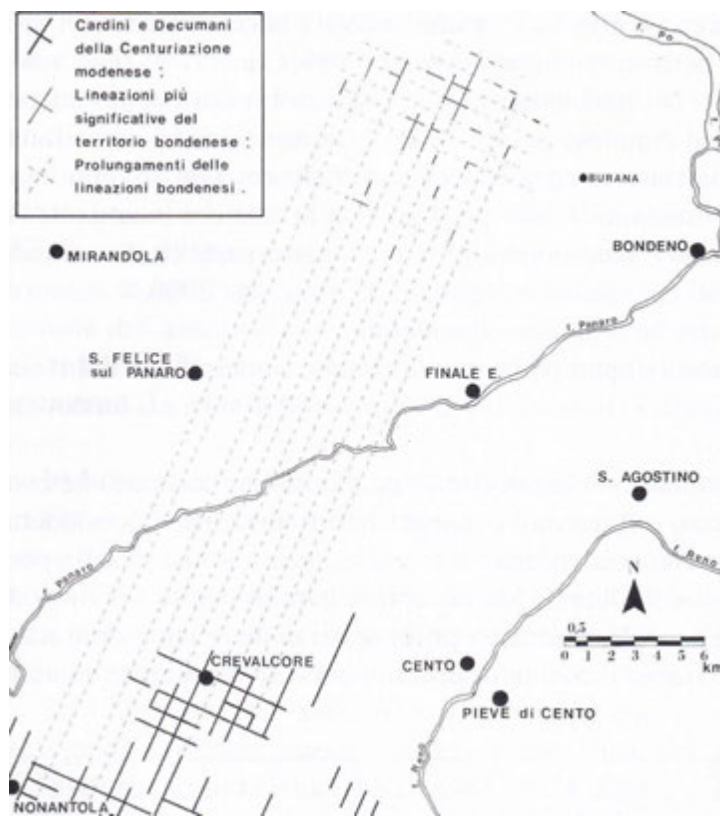 Cardini e Decumani
della Centuriazione
modenese :
Lineazioni più
significative del
territorio bondenese :
Prolungamenti delle
lineazioni bondenesi .
f. Po
BURANA
BONDENO
MIRANDOLA
f. Panaro
S. FELICE
sul PANARO
FINALE E.
S. AGOSTINO
f. Reno
f. Panaro
N
0,5
0 1 2 3 4 5 6
km
CREVALCORE
CENTO
PIEVE di CENTO
f. Reno
NONANTOLA